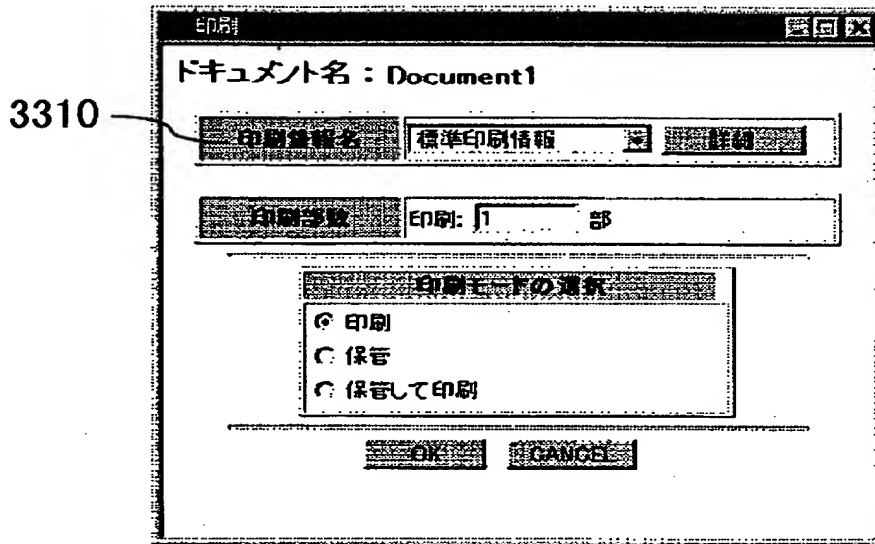 印刷
ドキュメント名：Document1
3310
印刷情報名 標準印刷情報 詳細
印刷部数 印刷: 1 部
印刷モードの選択
印刷
保管
保管して印刷
OK CANCEL